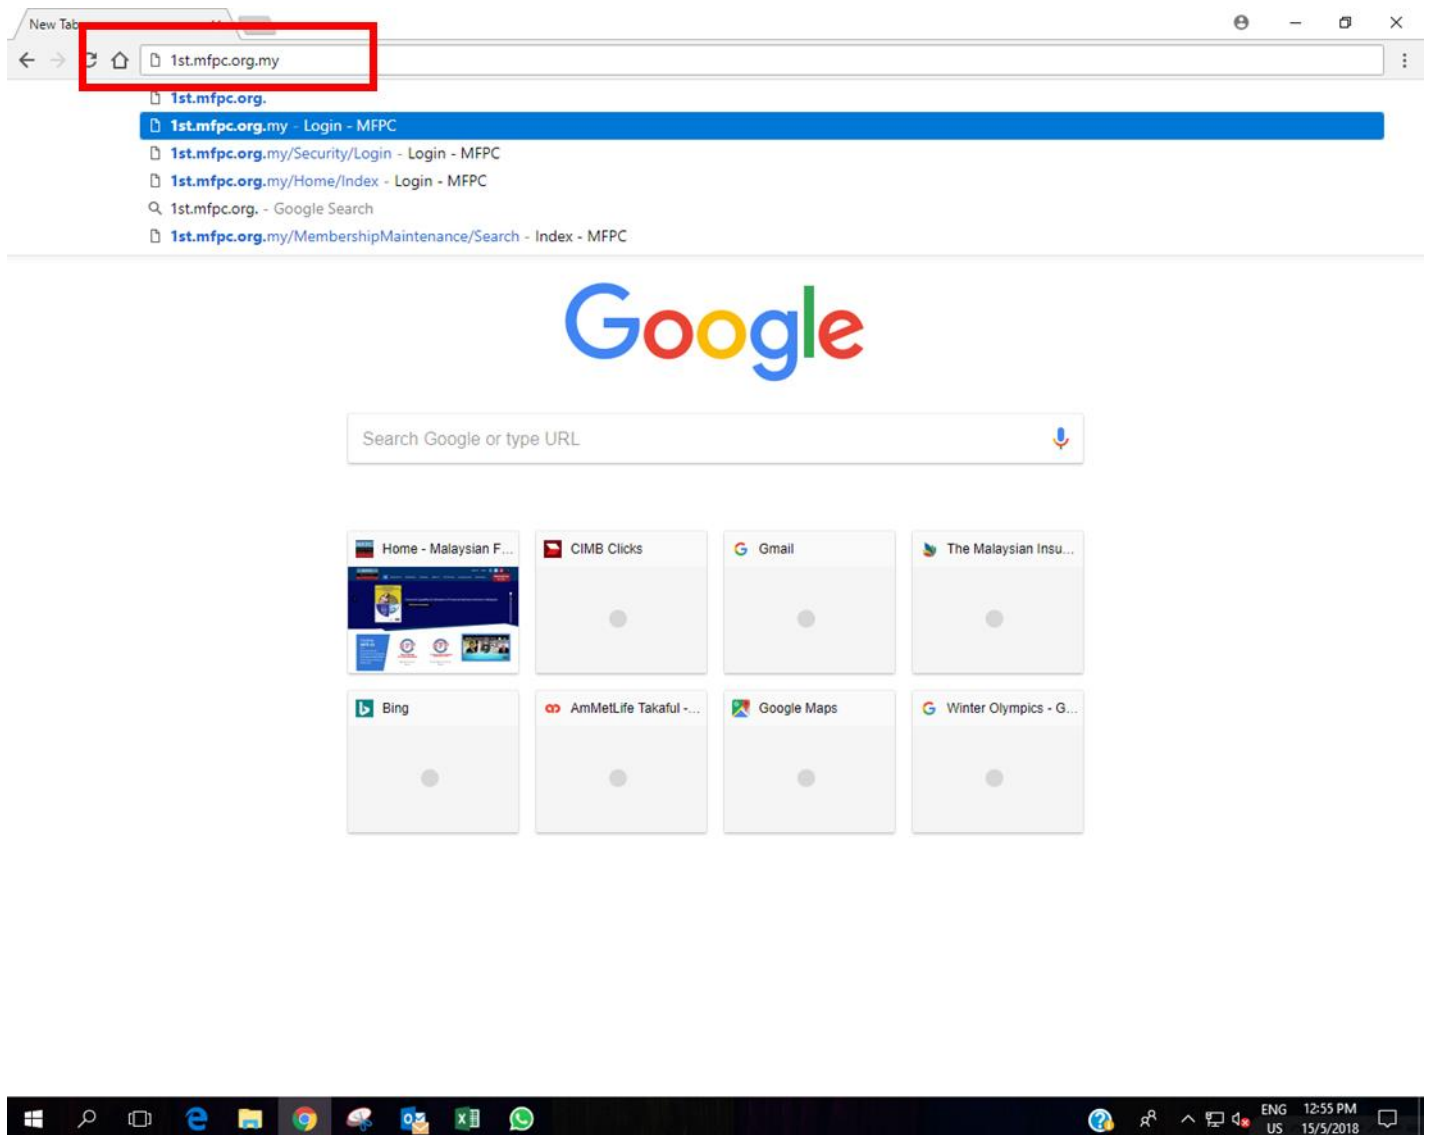 New Tab
1st.mfpc.org.my
1st.mfpc.org.
1st.mfpc.org.my - Login - MFPC
1st.mfpc.org.my/Security/Login - Login - MFPC
1st.mfpc.org.my/Home/Index - Login - MFPC
1st.mfpc.org. - Google Search
1st.mfpc.org.my/MembershipMaintenance/Search - Index - MFPC
Google
Search Google or type URL
Home - Malaysian F... CIMB Clicks Gmail The Malaysian Insu...
Bing AmMetLife Takaful -... Google Maps Winter Olympics - G...
ENG 12:55 PM
US 15/5/2018